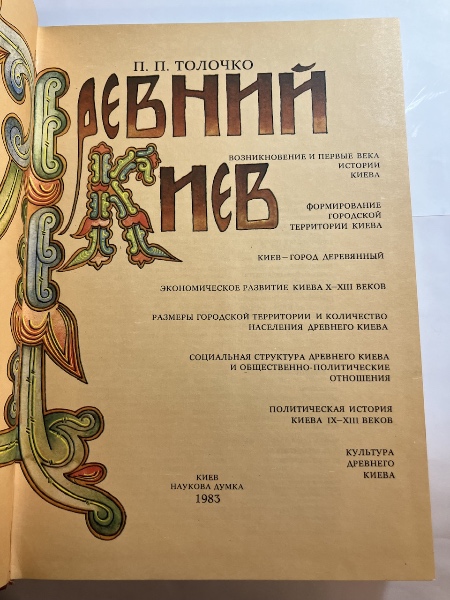 П. П. ТОЛОЧКО
ДРЕВНИЙ
КИЕВ
ВОЗНИКНОВЕНИЕ И ПЕРВЫЕ ВЕКА
ИСТОРИИ
КИЕВА
ФОРМИРОВАНИЕ
ГОРОДСКОЙ
ТЕРРИТОРИИ КИЕВА
КИЕВ — ГОРОД ДЕРЕВЯННЫЙ
ЭКОНОМИЧЕСКОЕ РАЗВИТИЕ КИЕВА X—XIII ВЕКОВ
РАЗМЕРЫ ГОРОДСКОЙ ТЕРРИТОРИИ И КОЛИЧЕСТВО
НАСЕЛЕНИЯ ДРЕВНЕГО КИЕВА
СОЦИАЛЬНАЯ СТРУКТУРА ДРЕВНЕГО КИЕВА
И ОБЩЕСТВЕННО-ПОЛИТИЧЕСКИЕ
ОТНОШЕНИЯ
ПОЛИТИЧЕСКАЯ ИСТОРИЯ
КИЕВА IX—XIII ВЕКОВ
КУЛЬТУРА
ДРЕВНЕГО
КИЕВА
КИЕВ
НАУКОВА ДУМКА
1983